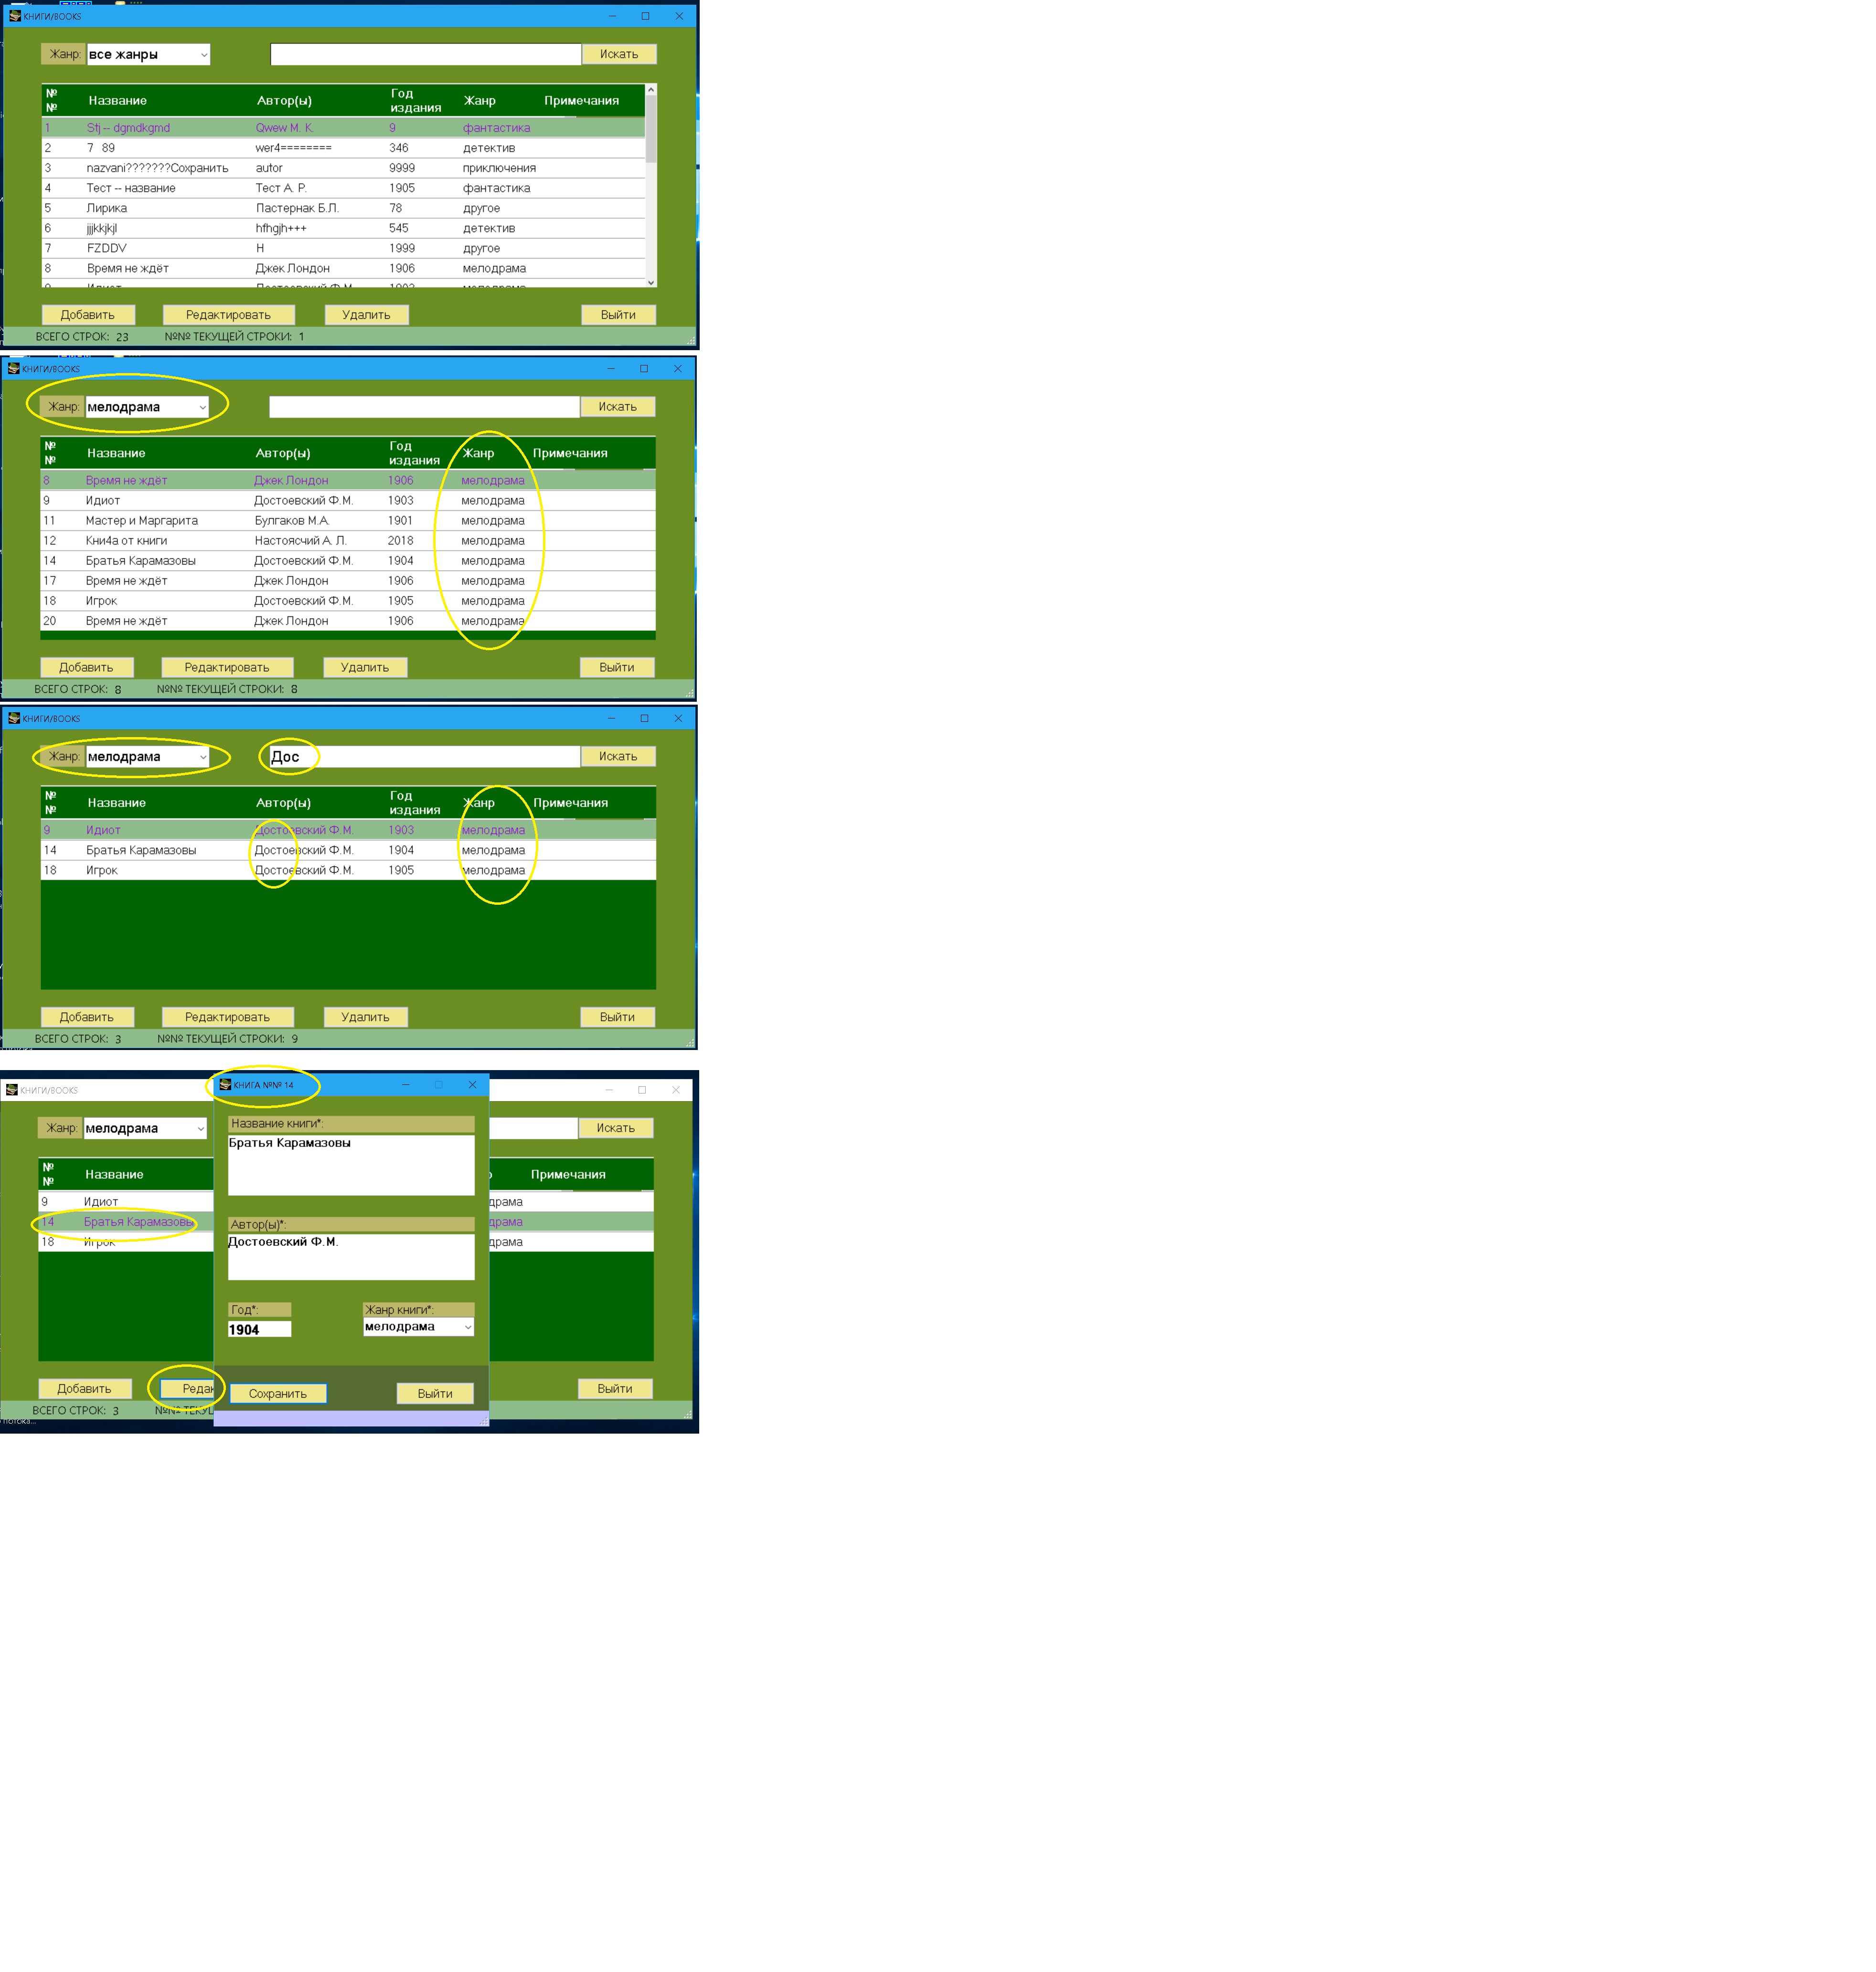 КНИГИ/BOOKS
Жанр: все жанры Искать
№№ Название Автор(ы) Год издания Жанр Примечания
1 Stj -- dgmdkgmd Qwew M. K. 9 фантастика
2 7 89 wer4======== 346 детектив
3 nazvani???????Сохранить autor 9999 приключения
4 Тест -- название Тест А. Р. 1905 фантастика
5 Лирика Пастернак Б.Л. 78 другое
6 jjjkkjkjl hfhgjh+++ 545 детектив
7 FZDDV H 1999 другое
8 Время не ждёт Джек Лондон 1906 мелодрама
9 Идиот Достоевский Ф.М. 1903 мелодрама
Добавить Редактировать Удалить Выйти
ВСЕГО СТРОК: 23 №№ ТЕКУЩЕЙ СТРОКИ: 1
КНИГИ/BOOKS
Жанр: мелодрама Искать
№№ Название Автор(ы) Год издания Жанр Примечания
8 Время не ждёт Джек Лондон 1906 мелодрама
9 Идиот Достоевский Ф.М. 1903 мелодрама
11 Мастер и Маргарита Булгаков М.А. 1901 мелодрама
12 Кни4а от книги Настоясчий А. Л. 2018 мелодрама
14 Братья Карамазовы Достоевский Ф.М. 1904 мелодрама
17 Время не ждёт Джек Лондон 1906 мелодрама
18 Игрок Достоевский Ф.М. 1905 мелодрама
20 Время не ждёт Джек Лондон 1906 мелодрама
Добавить Редактировать Удалить Выйти
ВСЕГО СТРОК: 8 №№ ТЕКУЩЕЙ СТРОКИ: 8
КНИГИ/BOOKS
Жанр: мелодрама Дос Искать
№№ Название Автор(ы) Год издания Жанр Примечания
9 Идиот Достоевский Ф.М. 1903 мелодрама
14 Братья Карамазовы Достоевский Ф.М. 1904 мелодрама
18 Игрок Достоевский Ф.М. 1905 мелодрама
Добавить Редактировать Удалить Выйти
ВСЕГО СТРОК: 3 №№ ТЕКУЩЕЙ СТРОКИ: 9
КНИГИ/BOOKS
Жанр: мелодрама Искать
№№ Название Примечания
9 Идиот драма
14 Братья Карамазовы драма
18 Игрок драма
Добавить Редак Выйти
ВСЕГО СТРОК: 3 №№ ТЕКУЩ
потока...
КНИГА №№ 14
Название книги*:
Братья Карамазовы
Автор(ы)*:
Достоевский Ф.М.
Год*: Жанр книги*:
1904 мелодрама
Сохранить Выйти